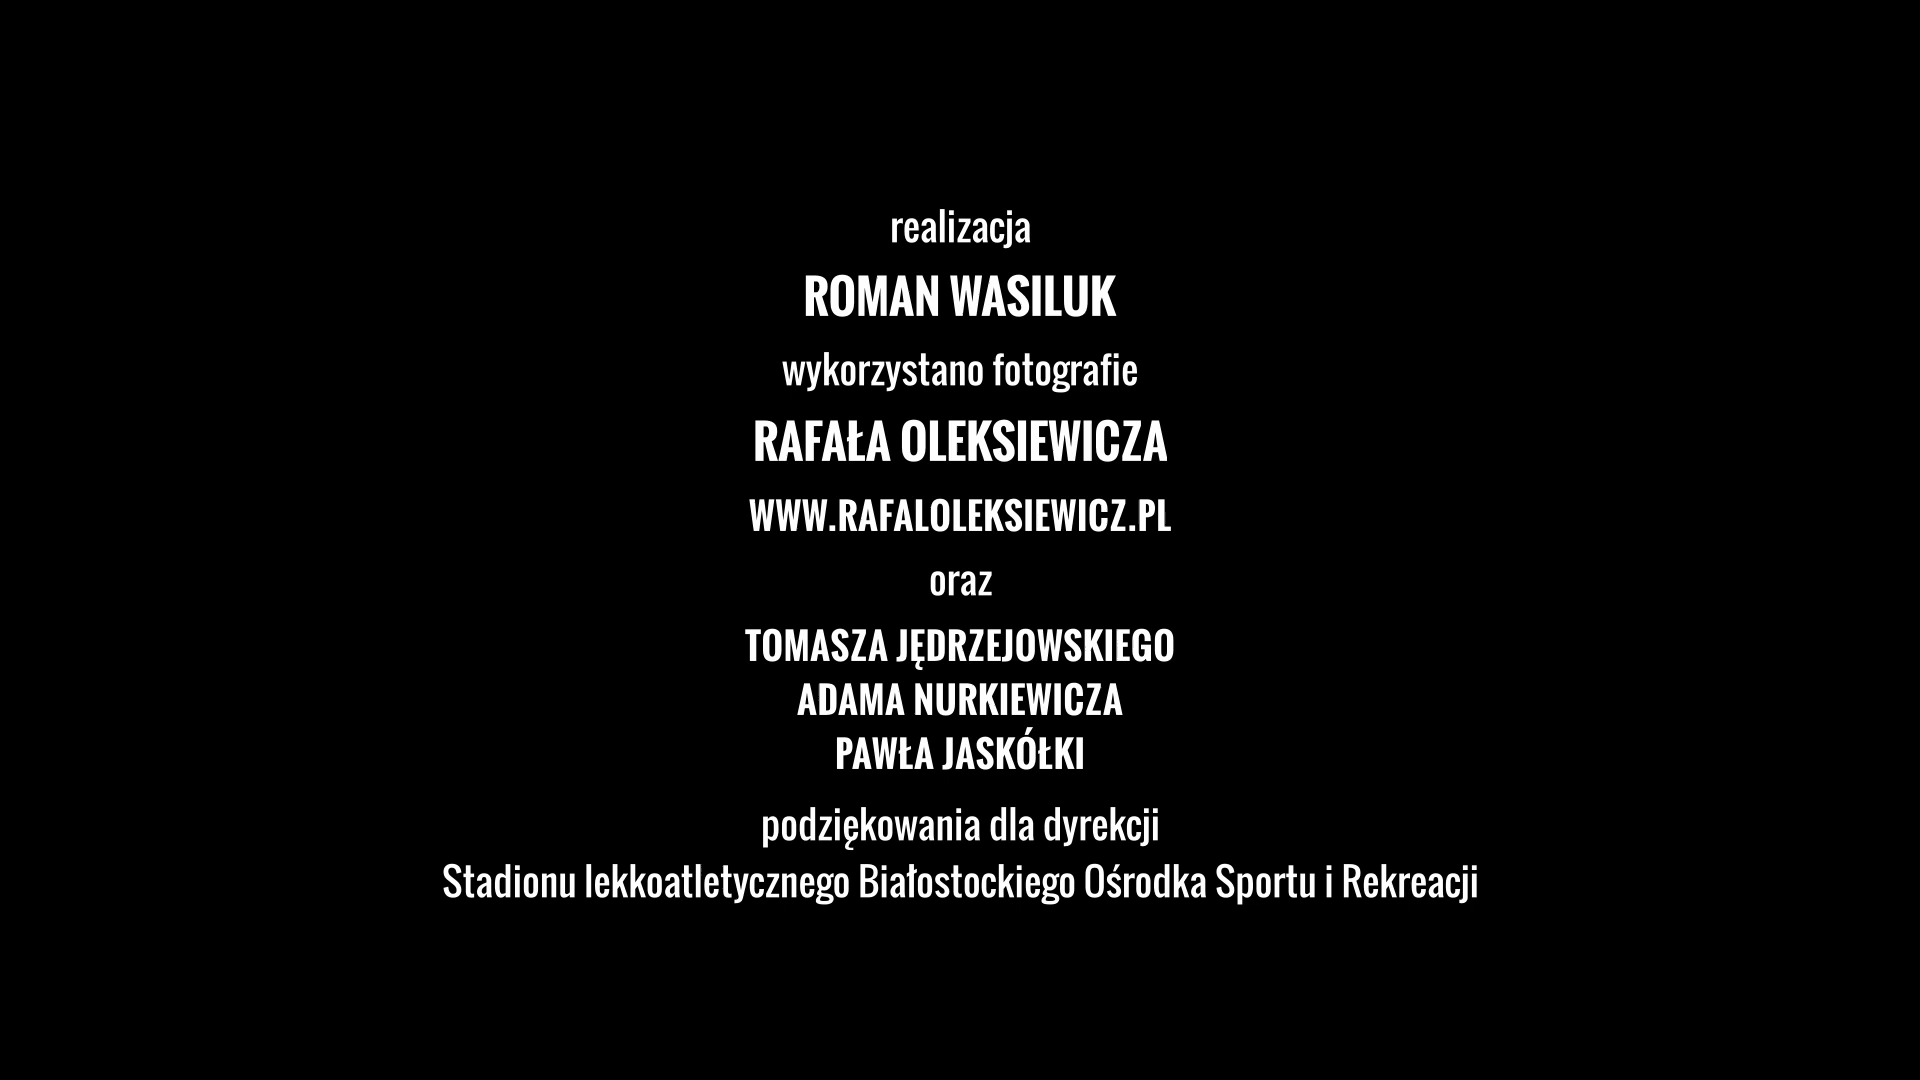 realizacja
ROMAN WASILUK
wykorzystano fotografie
RAFAŁA OLEKSIEWICZA
WWW.RAFALOLEKSIEWICZ.PL
oraz
TOMASZA JĘDRZEJOWSKIEGO
ADAMA NURKIEWICZA
PAWŁA JASKÓŁKI
podziękowania dla dyrekcji
Stadionu lekkoatletycznego Białostockiego Ośrodka Sportu i Rekreacji